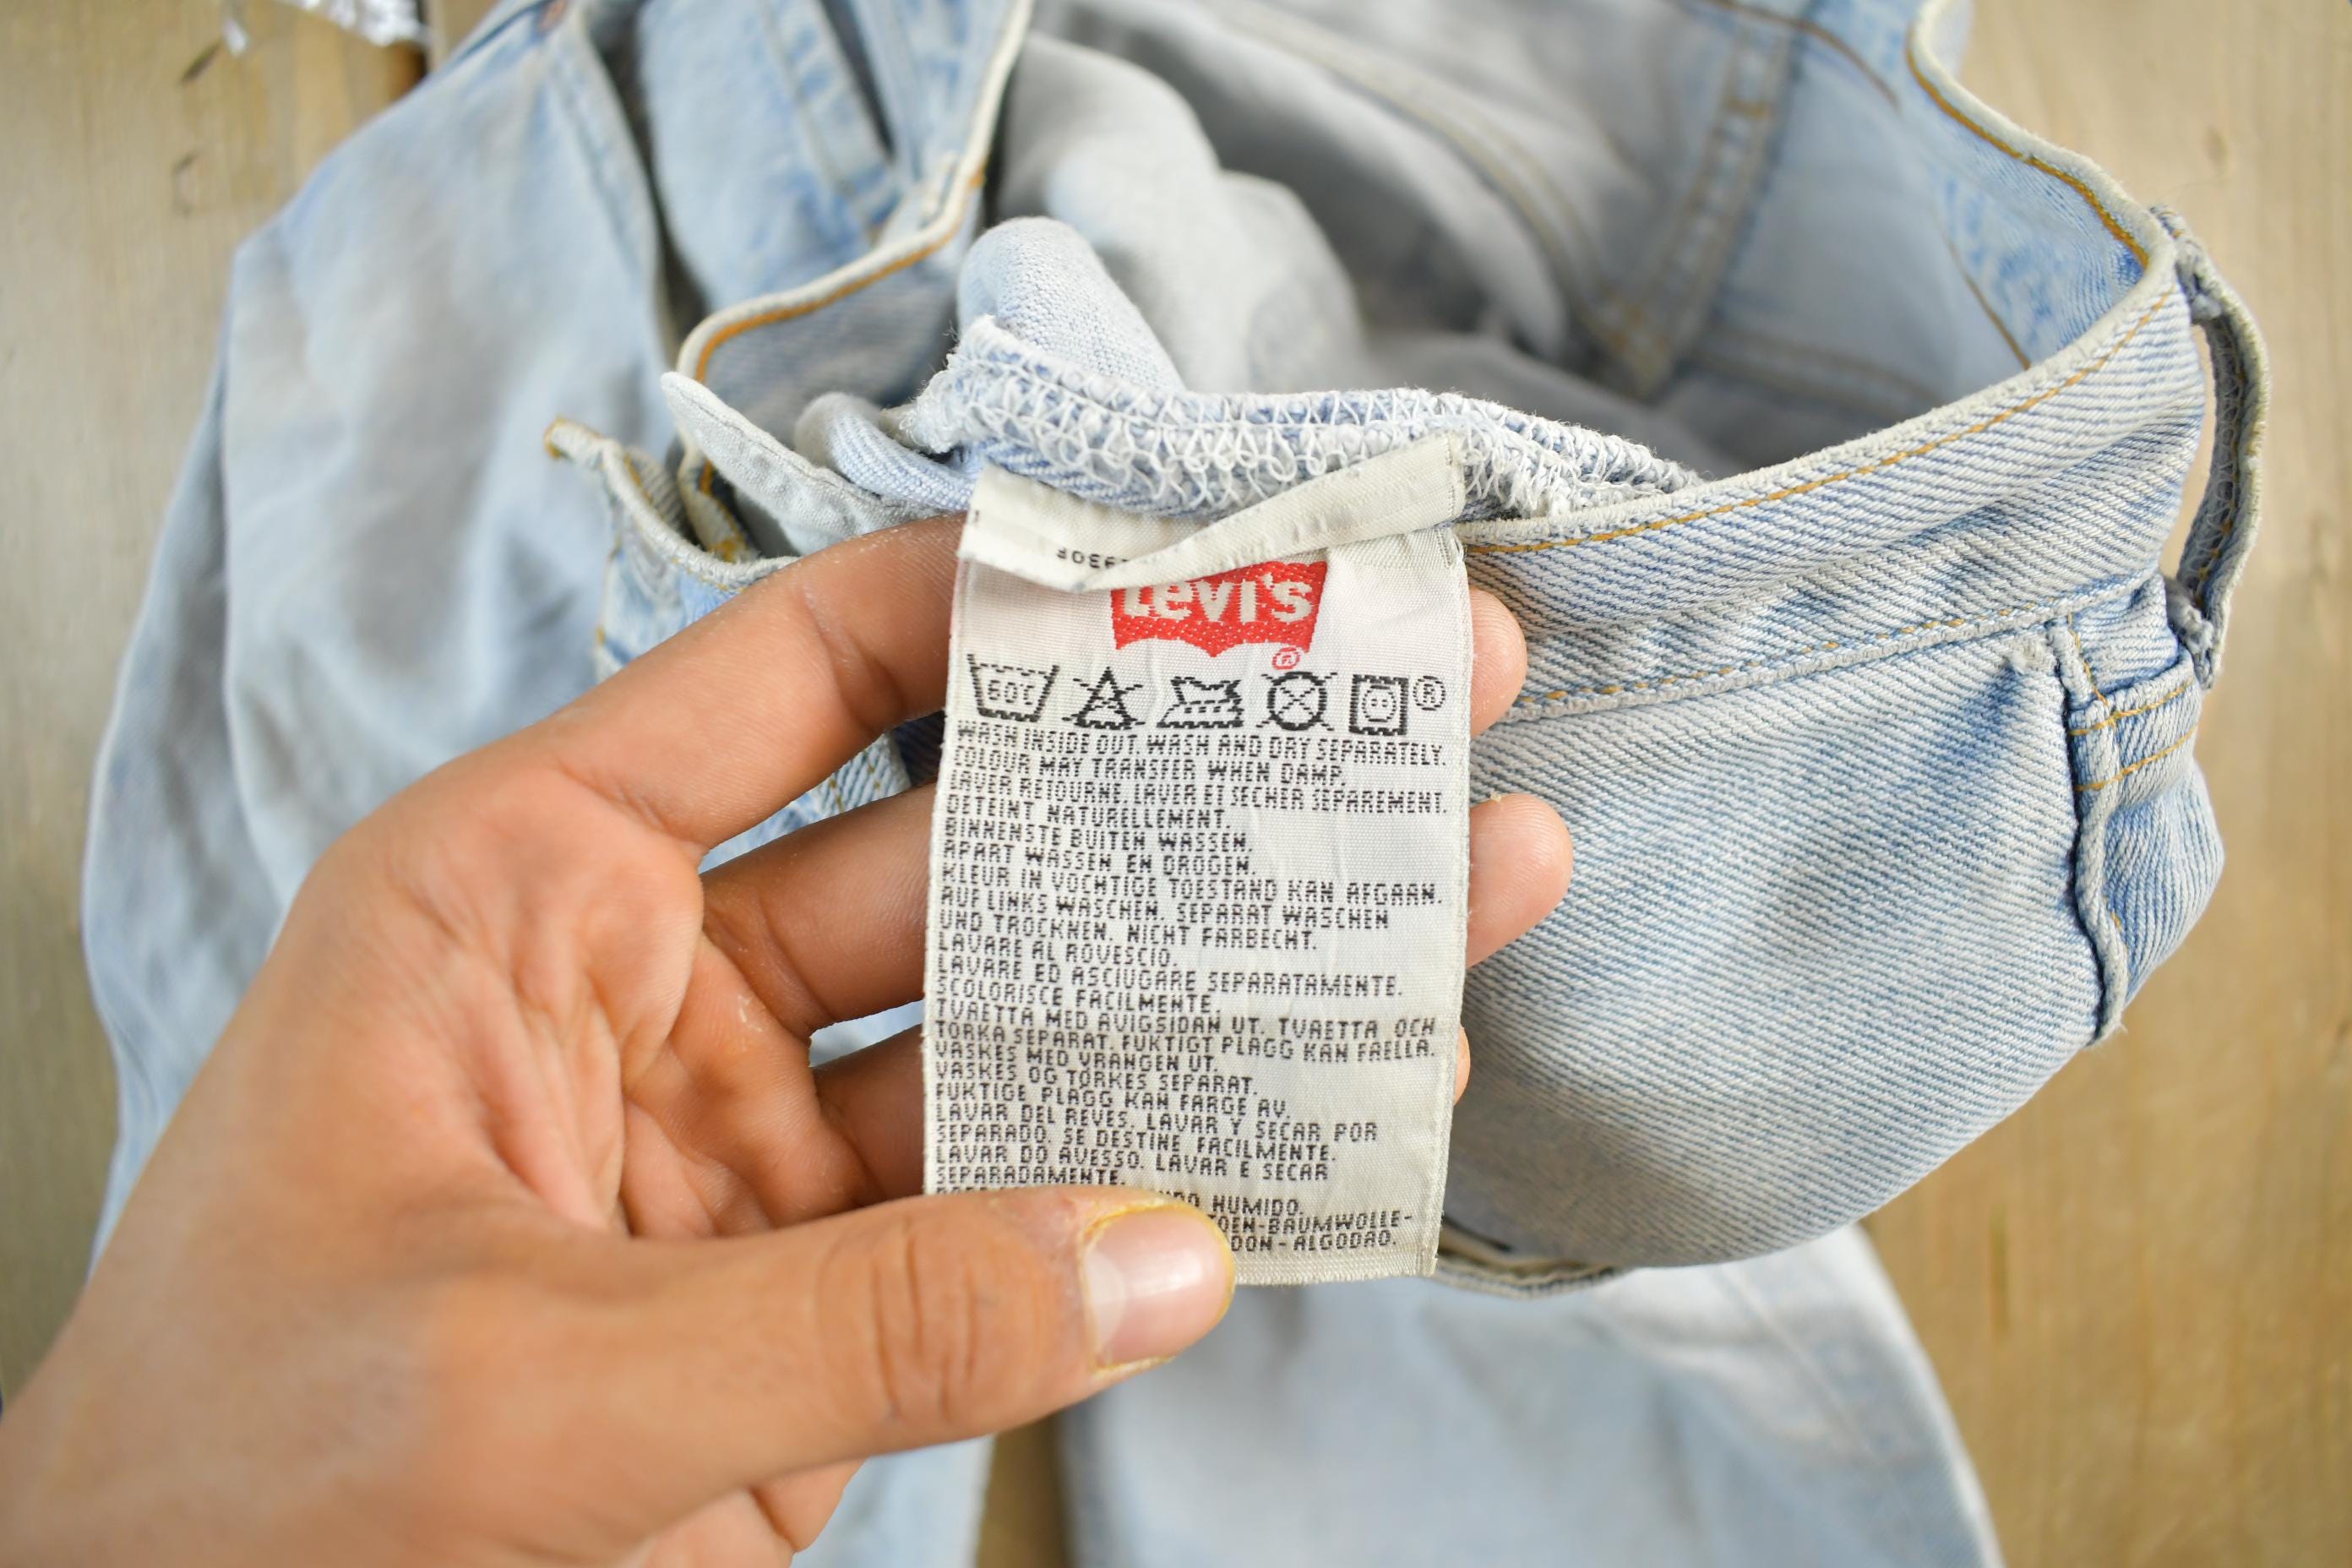 Levi's
®
60°C A ®
WASH INSIDE OUT. WASH AND DRY SEPARATELY.
COLOUR MAY TRANSFER WHEN DAMP.
LAVER RETOURNE. LAVER ET SECHER SEPAREMENT.
DETEINT NATURELLEMENT.
BINNENSTE BUITEN WASSEN.
APART WASSEN EN DROGEN.
KLEUR IN VOCHTIGE TOESTAND KAN AFGAAN.
AUF LINKS WASCHEN. SEPARAT WASCHEN
UND TROCKNEN. NICHT FARBECHT.
LAVARE AL ROVESCIO.
LAVARE ED ASCIUGARE SEPARATAMENTE.
SCOLORISCE FACILMENTE.
TVAETTA MED AVIGSIDAN UT. TVAETTA OCH
TORKA SEPARAT. FUKTIGT PLAGG KAN FAELLA.
VASKES MED VRANGEN UT.
VASKES OG TORKES SEPARAT.
FUKTIGE PLAGG KAN FARGE AV.
LAVAR DEL REVES. LAVAR Y SECAR POR
SEPARADO. SE DESTINE FACILMENTE.
LAVAR DO AVESSO. LAVAR E SECAR
SEPARADAMENTE.
HUMIDO.
BAUMWOLLE-
ALGODAO.